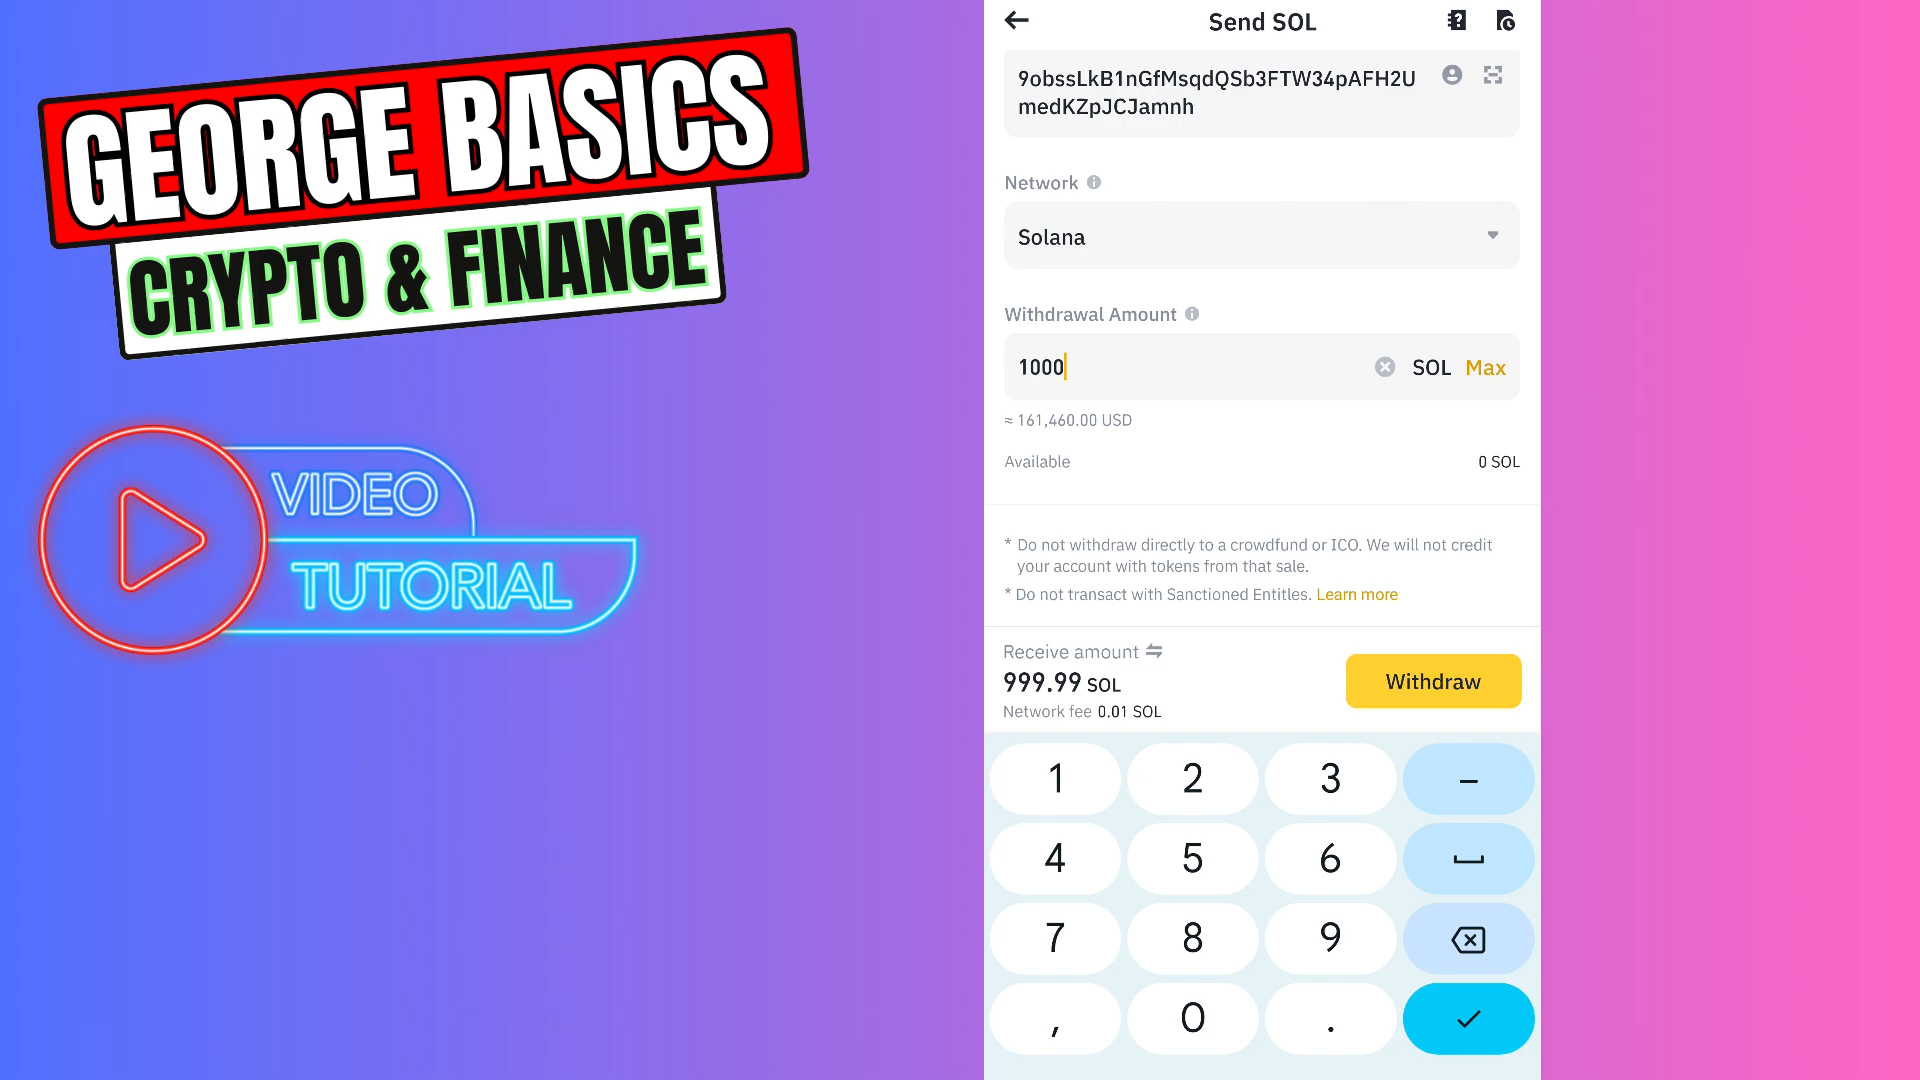 GEORGE BASICS
CRYPTO & FINANCE
VIDEO
TUTORIAL
Send SOL
9obssLkB1nGfMsqdQSb3FTW34pAFH2U
medKZpJCJamnh
Network
Solana
Withdrawal Amount
1000 SOL Max
≈ 161,460.00 USD
Available 0 SOL
* Do not withdraw directly to a crowdfund or ICO. We will not credit
your account with tokens from that sale.
* Do not transact with Sanctioned Entitles. Learn more
Receive amount
999.99 SOL
Network fee 0.01 SOL
Withdraw
1 2 3 –
4 5 6
7 8 9
, 0 .